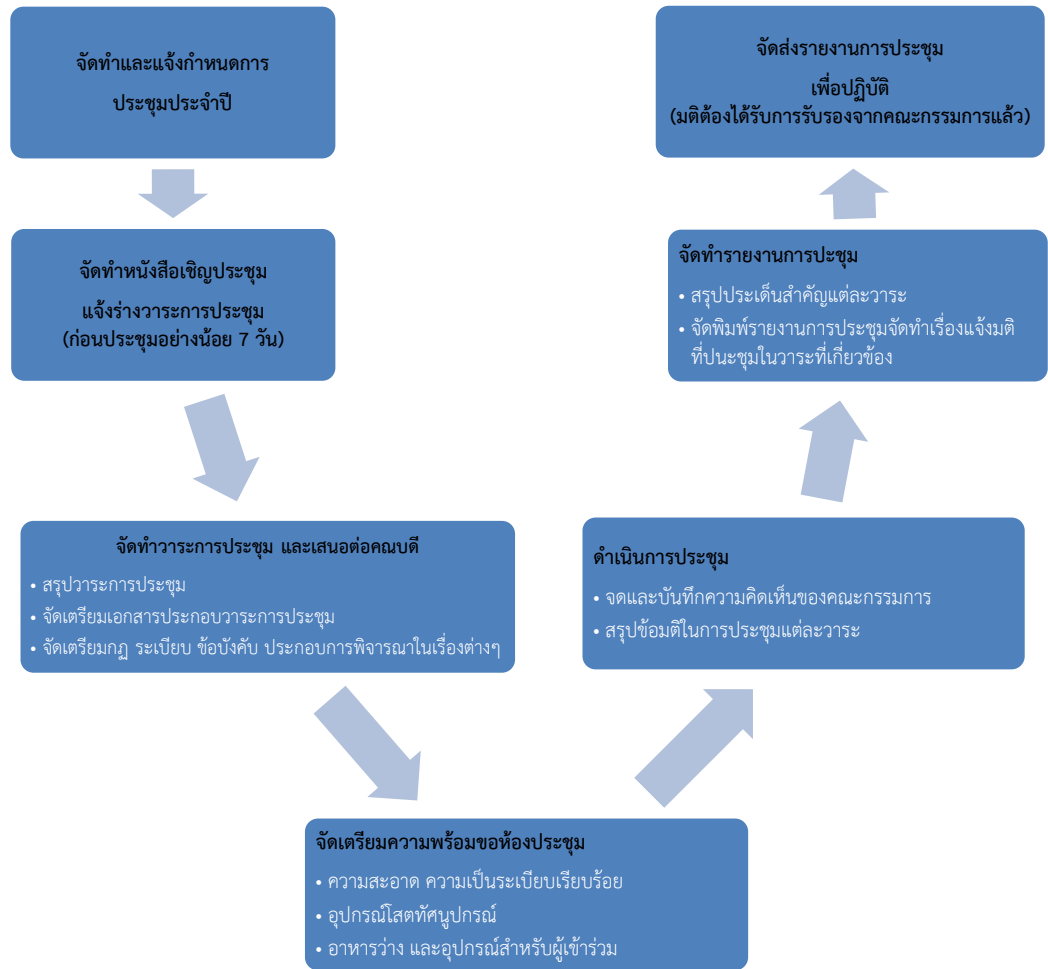 จัดทำและแจ้งกำหนดการ
ประชุมประจำปี
จัดทำหนังสือเชิญประชุม
แจ้งร่างวาระการประชุม
(ก่อนประชุมอย่างน้อย 7 วัน)
จัดทำวาระการประชุม และเสนอต่อคณบดี
• สรุปวาระการประชุม
• จัดเตรียมเอกสารประกอบวาระการประชุม
• จัดเตรียมกฏ ระเบียบ ข้อบังคับ ประกอบการพิจารณาในเรื่องต่างๆ
จัดเตรียมความพร้อมขอห้องประชุม
• ความสะอาด ความเป็นระเบียบเรียบร้อย
• อุปกรณ์โสตทัศนูปกรณ์
• อาหารว่าง และอุปกรณ์สำหรับผู้เข้าร่วม
ดำเนินการประชุม
• จดและบันทึกความคิดเห็นของคณะกรรมการ
• สรุปข้อมติในการประชุมแต่ละวาระ
จัดทำรายงานการปะชุม
• สรุปประเด็นสำคัญแต่ละวาระ
• จัดพิมพ์รายงานการประชุมจัดทำเรื่องแจ้งมติ
ที่ปนะชุมในวาระที่เกี่ยวข้อง
จัดส่งรายงานการประชุม
เพื่อปฏิบัติ
(มติต้องได้รับการรับรองจากคณะกรรมการแล้ว)